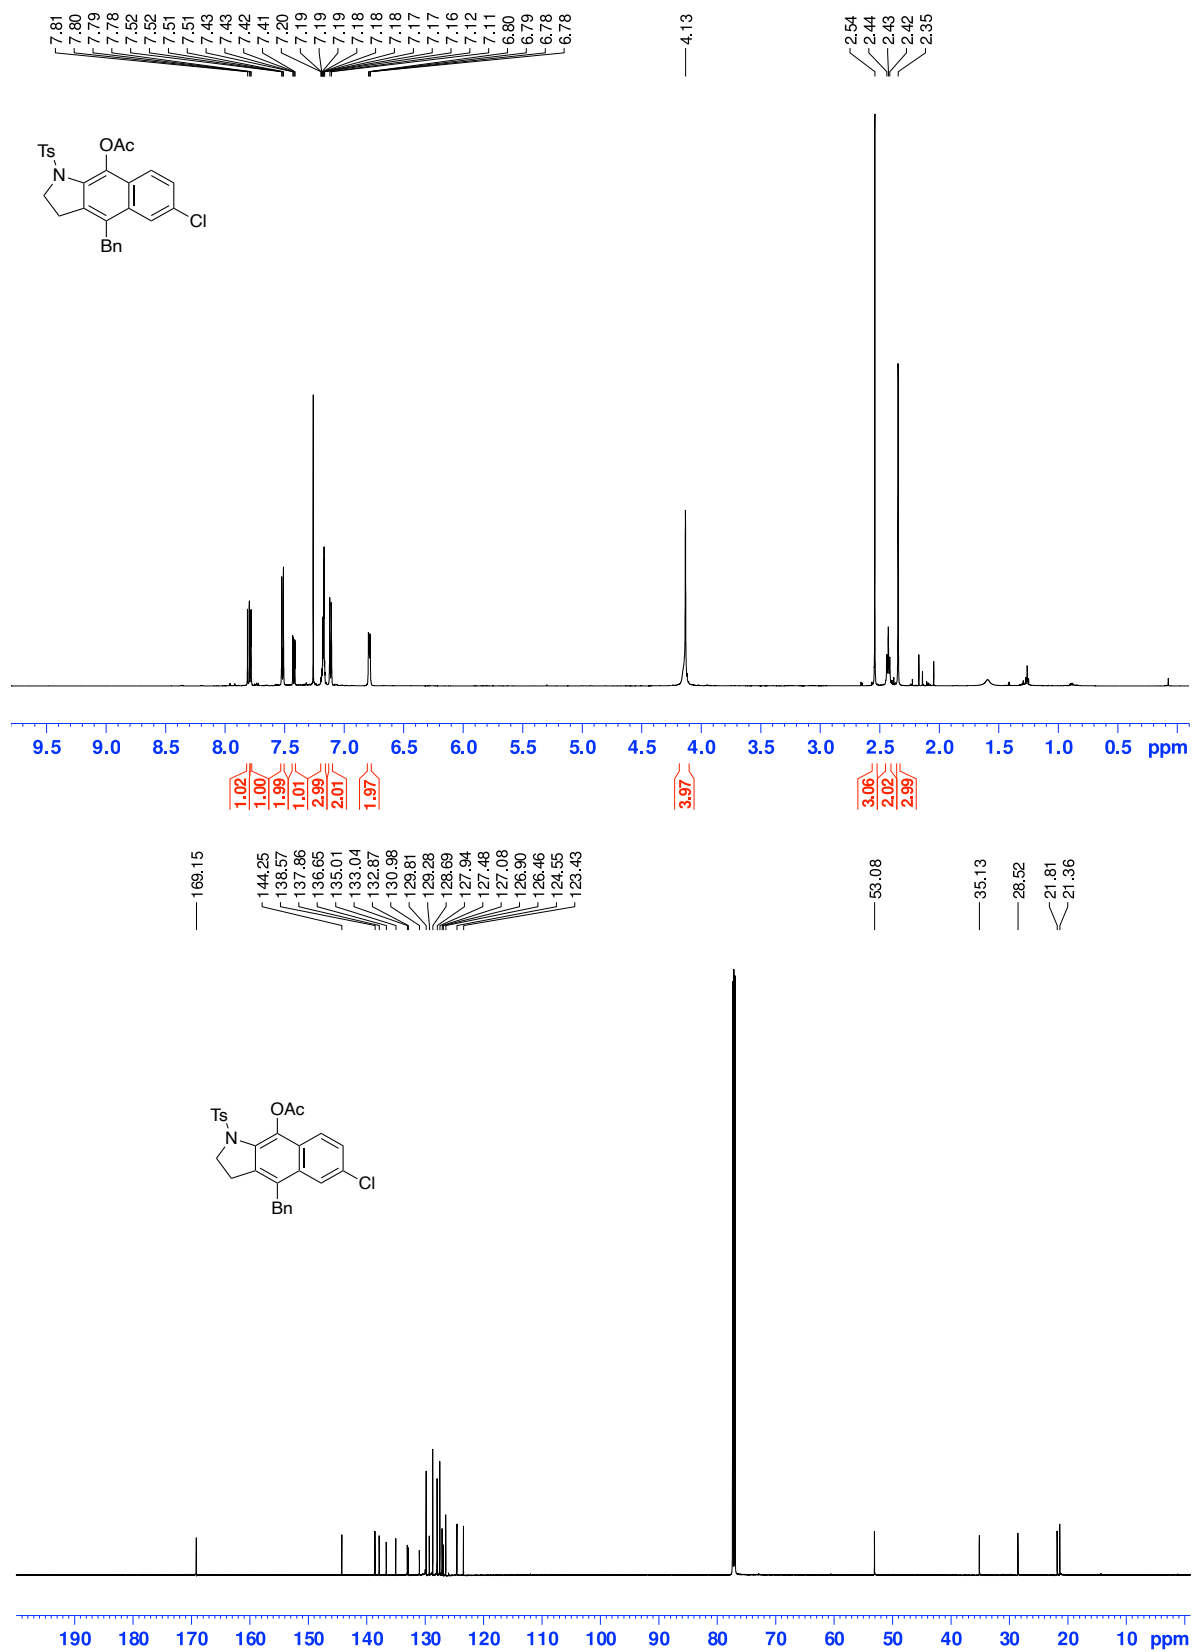 7.81 7.80 7.79 7.78 7.52 7.52 7.51 7.51 7.43 7.43 7.42 7.41 7.20 7.19 7.19 7.19 7.18 7.18 7.18 7.17 7.17 7.16 7.12 7.11 6.80 6.79 6.78 6.78 4.13 2.54 2.44 2.43 2.42 2.35
Ts OAc
N
Cl
Bn
9.5 9.0 8.5 8.0 7.5 7.0 6.5 6.0 5.5 5.0 4.5 4.0 3.5 3.0 2.5 2.0 1.5 1.0 0.5 ppm
1.02 1.00 1.99 1.01 2.99 2.01 1.97 3.97 3.06 2.02 2.99
169.15 144.25 138.57 137.86 136.65 135.01 133.04 132.87 130.98 129.81 129.28 128.69 127.94 127.48 127.08 126.90 126.46 124.55 123.43 53.08 35.13 28.52 21.81 21.36
Ts OAc
N
Cl
Bn
190 180 170 160 150 140 130 120 110 100 90 80 70 60 50 40 30 20 10 ppm